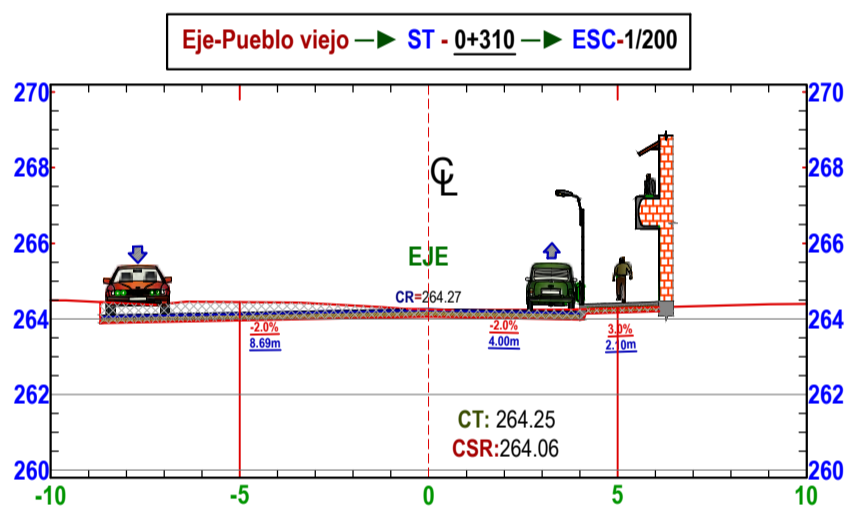 Eje-Pueblo viejo → ST - 0+310 → ESC-1/200
270 270
268 268
CL
266 266
EJE
CR=264.27
264 264
-2.0% -2.0% 3.0%
8.69m 4.00m 2.10m
262 262
CT: 264.25
CSR:264.06
260 260
-10 -5 0 5 10